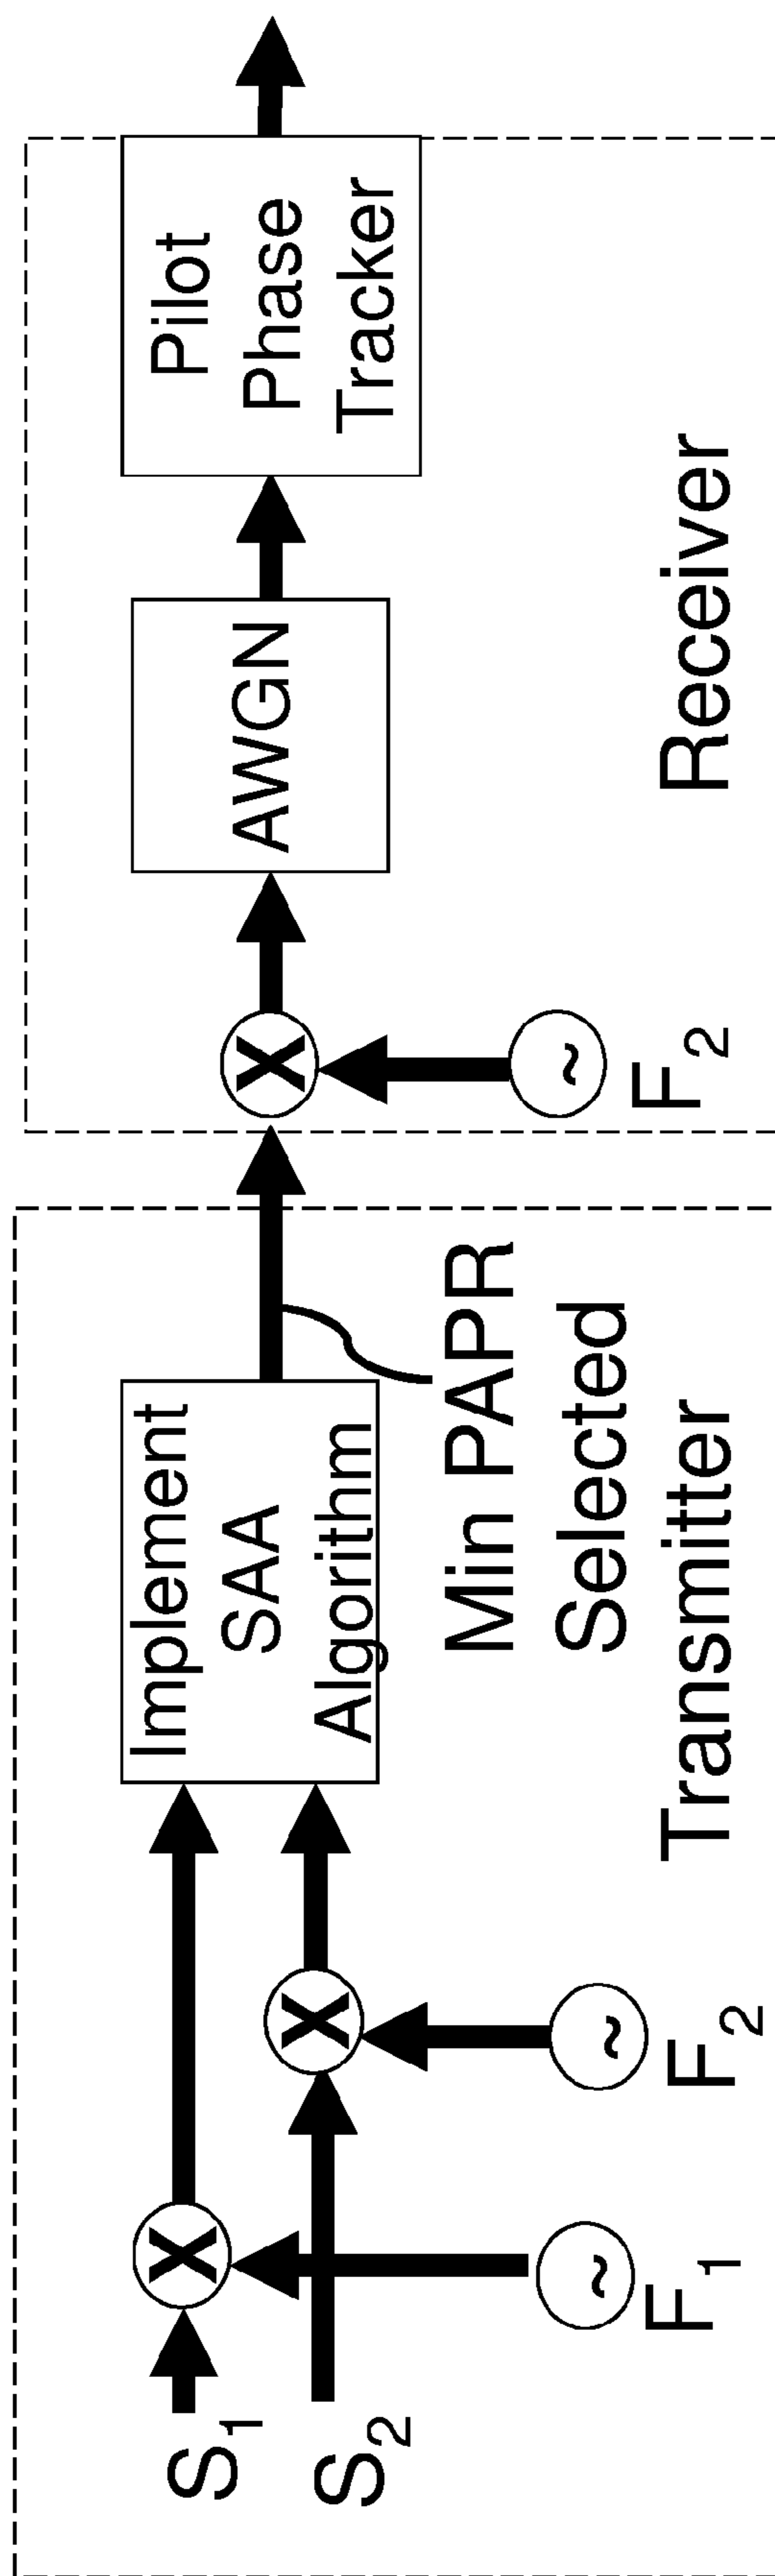 S1
S2
X
X
~
F1
~
F2
Implement
SAA
Algorithm
Min PAPR
Selected
Transmitter
X
~
F2
AWGN
Pilot
Phase
Tracker
Receiver